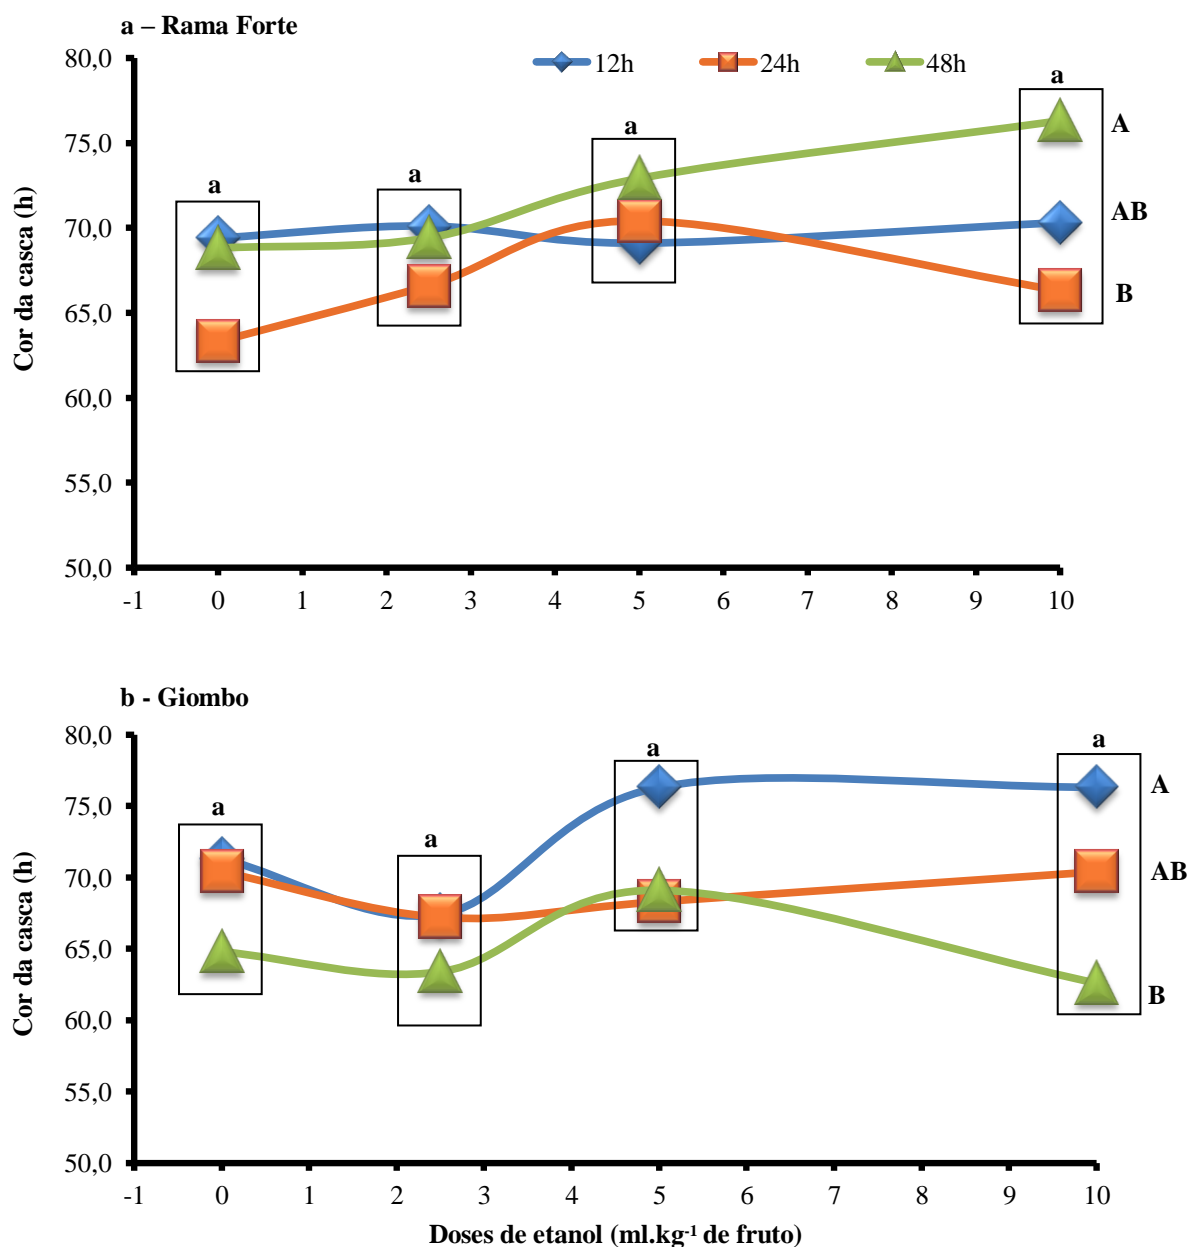 a – Rama Forte
80,0
12h 24h 48h
a
75,0
a
A
a
a
AB
70,0
65,0
B
60,0
55,0
50,0
-1 0 1 2 3 4 5 6 7 8 9 10
Cor da casca (h)
b - Giombo
80,0
a
a
75,0
A
a
a
70,0
AB
65,0
B
60,0
55,0
50,0
-1 0 1 2 3 4 5 6 7 8 9 10
Cor da casca (h)
Doses de etanol (ml.kg⁻¹ de fruto)